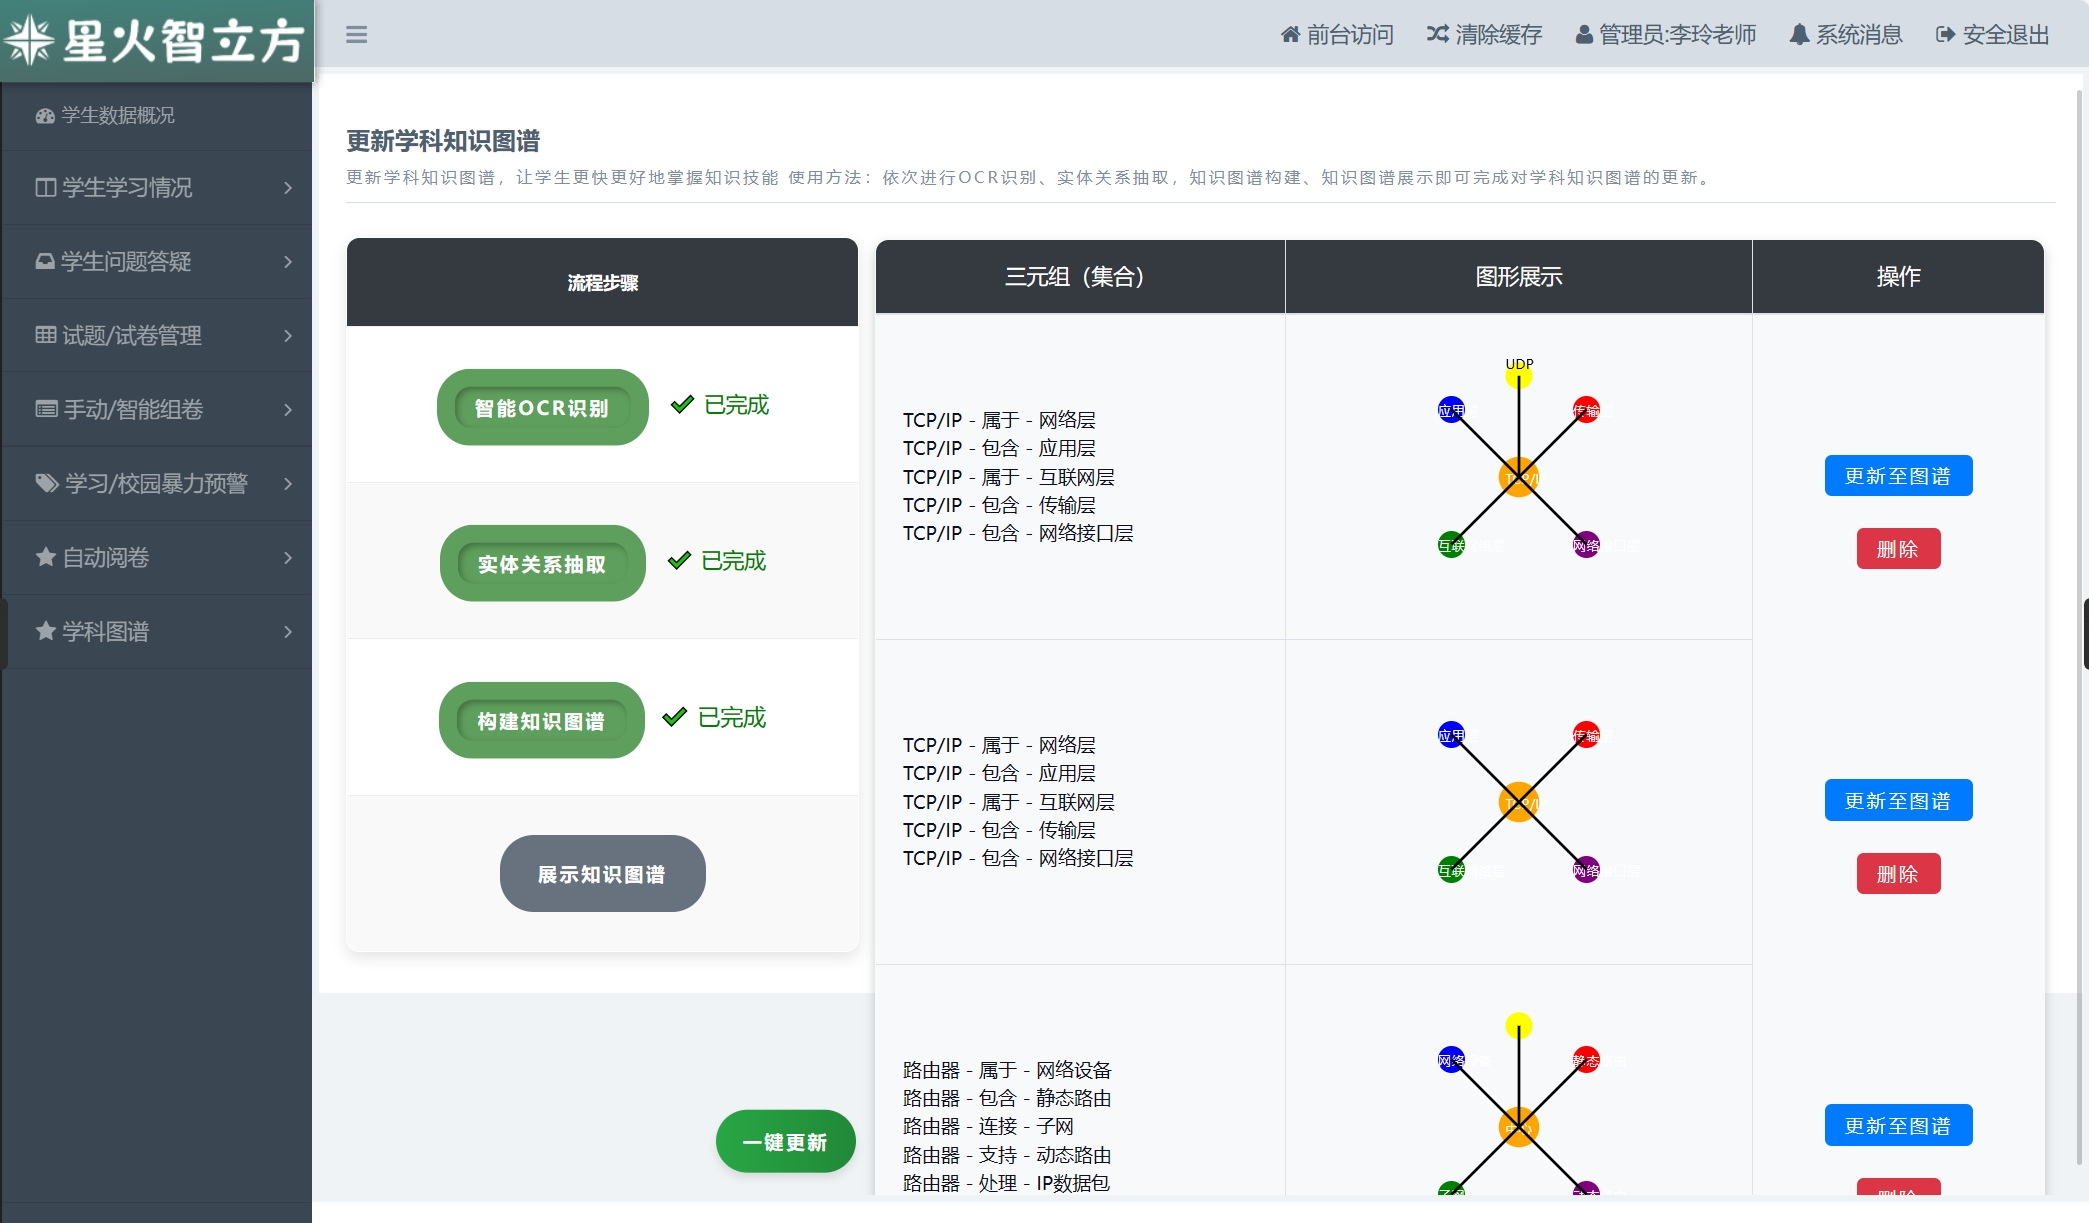 星火智立方
前台访问 清除缓存 管理员:李玲老师 系统消息 安全退出
学生数据概况
学生学习情况
学生问题答疑
试题/试卷管理
手动/智能组卷
学习/校园暴力预警
自动阅卷
学科图谱
更新学科知识图谱
更新学科知识图谱，让学生更快更好地掌握知识技能 使用方法：依次进行OCR识别、实体关系抽取，知识图谱构建、知识图谱展示即可完成对学科知识图谱的更新。
流程步骤
智能OCR识别 已完成
实体关系抽取 已完成
构建知识图谱 已完成
展示知识图谱
一键更新
三元组（集合） 图形展示 操作
TCP/IP - 属于 - 网络层
TCP/IP - 包含 - 应用层
TCP/IP - 属于 - 互联网层
TCP/IP - 包含 - 传输层
TCP/IP - 包含 - 网络接口层
UDP
应用
传输
互联
网络
更新至图谱
删除
TCP/IP - 属于 - 网络层
TCP/IP - 包含 - 应用层
TCP/IP - 属于 - 互联网层
TCP/IP - 包含 - 传输层
TCP/IP - 包含 - 网络接口层
应用
传输
互联
网络
更新至图谱
删除
路由器 - 属于 - 网络设备
路由器 - 包含 - 静态路由
路由器 - 连接 - 子网
路由器 - 支持 - 动态路由
路由器 - 处理 - IP数据包
网络
静态
更新至图谱
删除